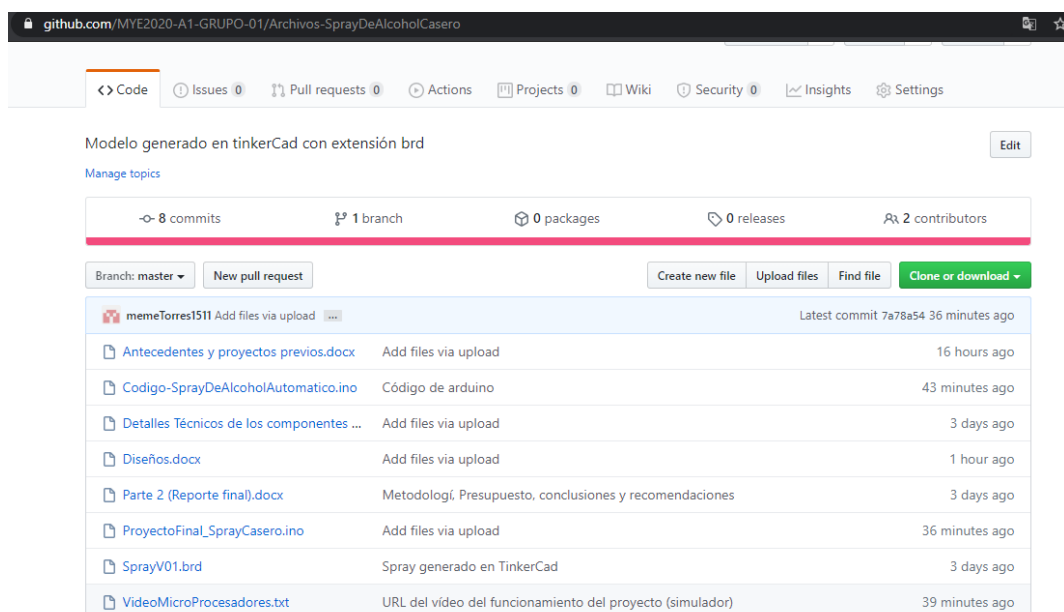 github.com/MYE2020-A1-GRUPO-01/Archivos-SprayDeAlcoholCasero
Code Issues 0 Pull requests 0 Actions Projects 0 Wiki Security 0 Insights Settings
Modelo generado en tinkerCad con extensión brd Edit
Manage topics
8 commits 1 branch 0 packages 0 releases 2 contributors
Branch: master New pull request Create new file Upload files Find file Clone or download
memeTorres1511 Add files via upload ... Latest commit 7a78a54 36 minutes ago
Antecedentes y proyectos previos.docx Add files via upload 16 hours ago
Codigo-SprayDeAlcoholAutomatico.ino Código de arduino 43 minutes ago
Detalles Técnicos de los componentes ... Add files via upload 3 days ago
Diseños.docx Add files via upload 1 hour ago
Parte 2 (Reporte final).docx Metodologí, Presupuesto, conclusiones y recomendaciones 3 days ago
ProyectoFinal_SprayCasero.ino Add files via upload 36 minutes ago
SprayV01.brd Spray generado en TinkerCad 3 days ago
VideoMicroProcesadores.txt URL del vídeo del funcionamiento del proyecto (simulador) 39 minutes ago